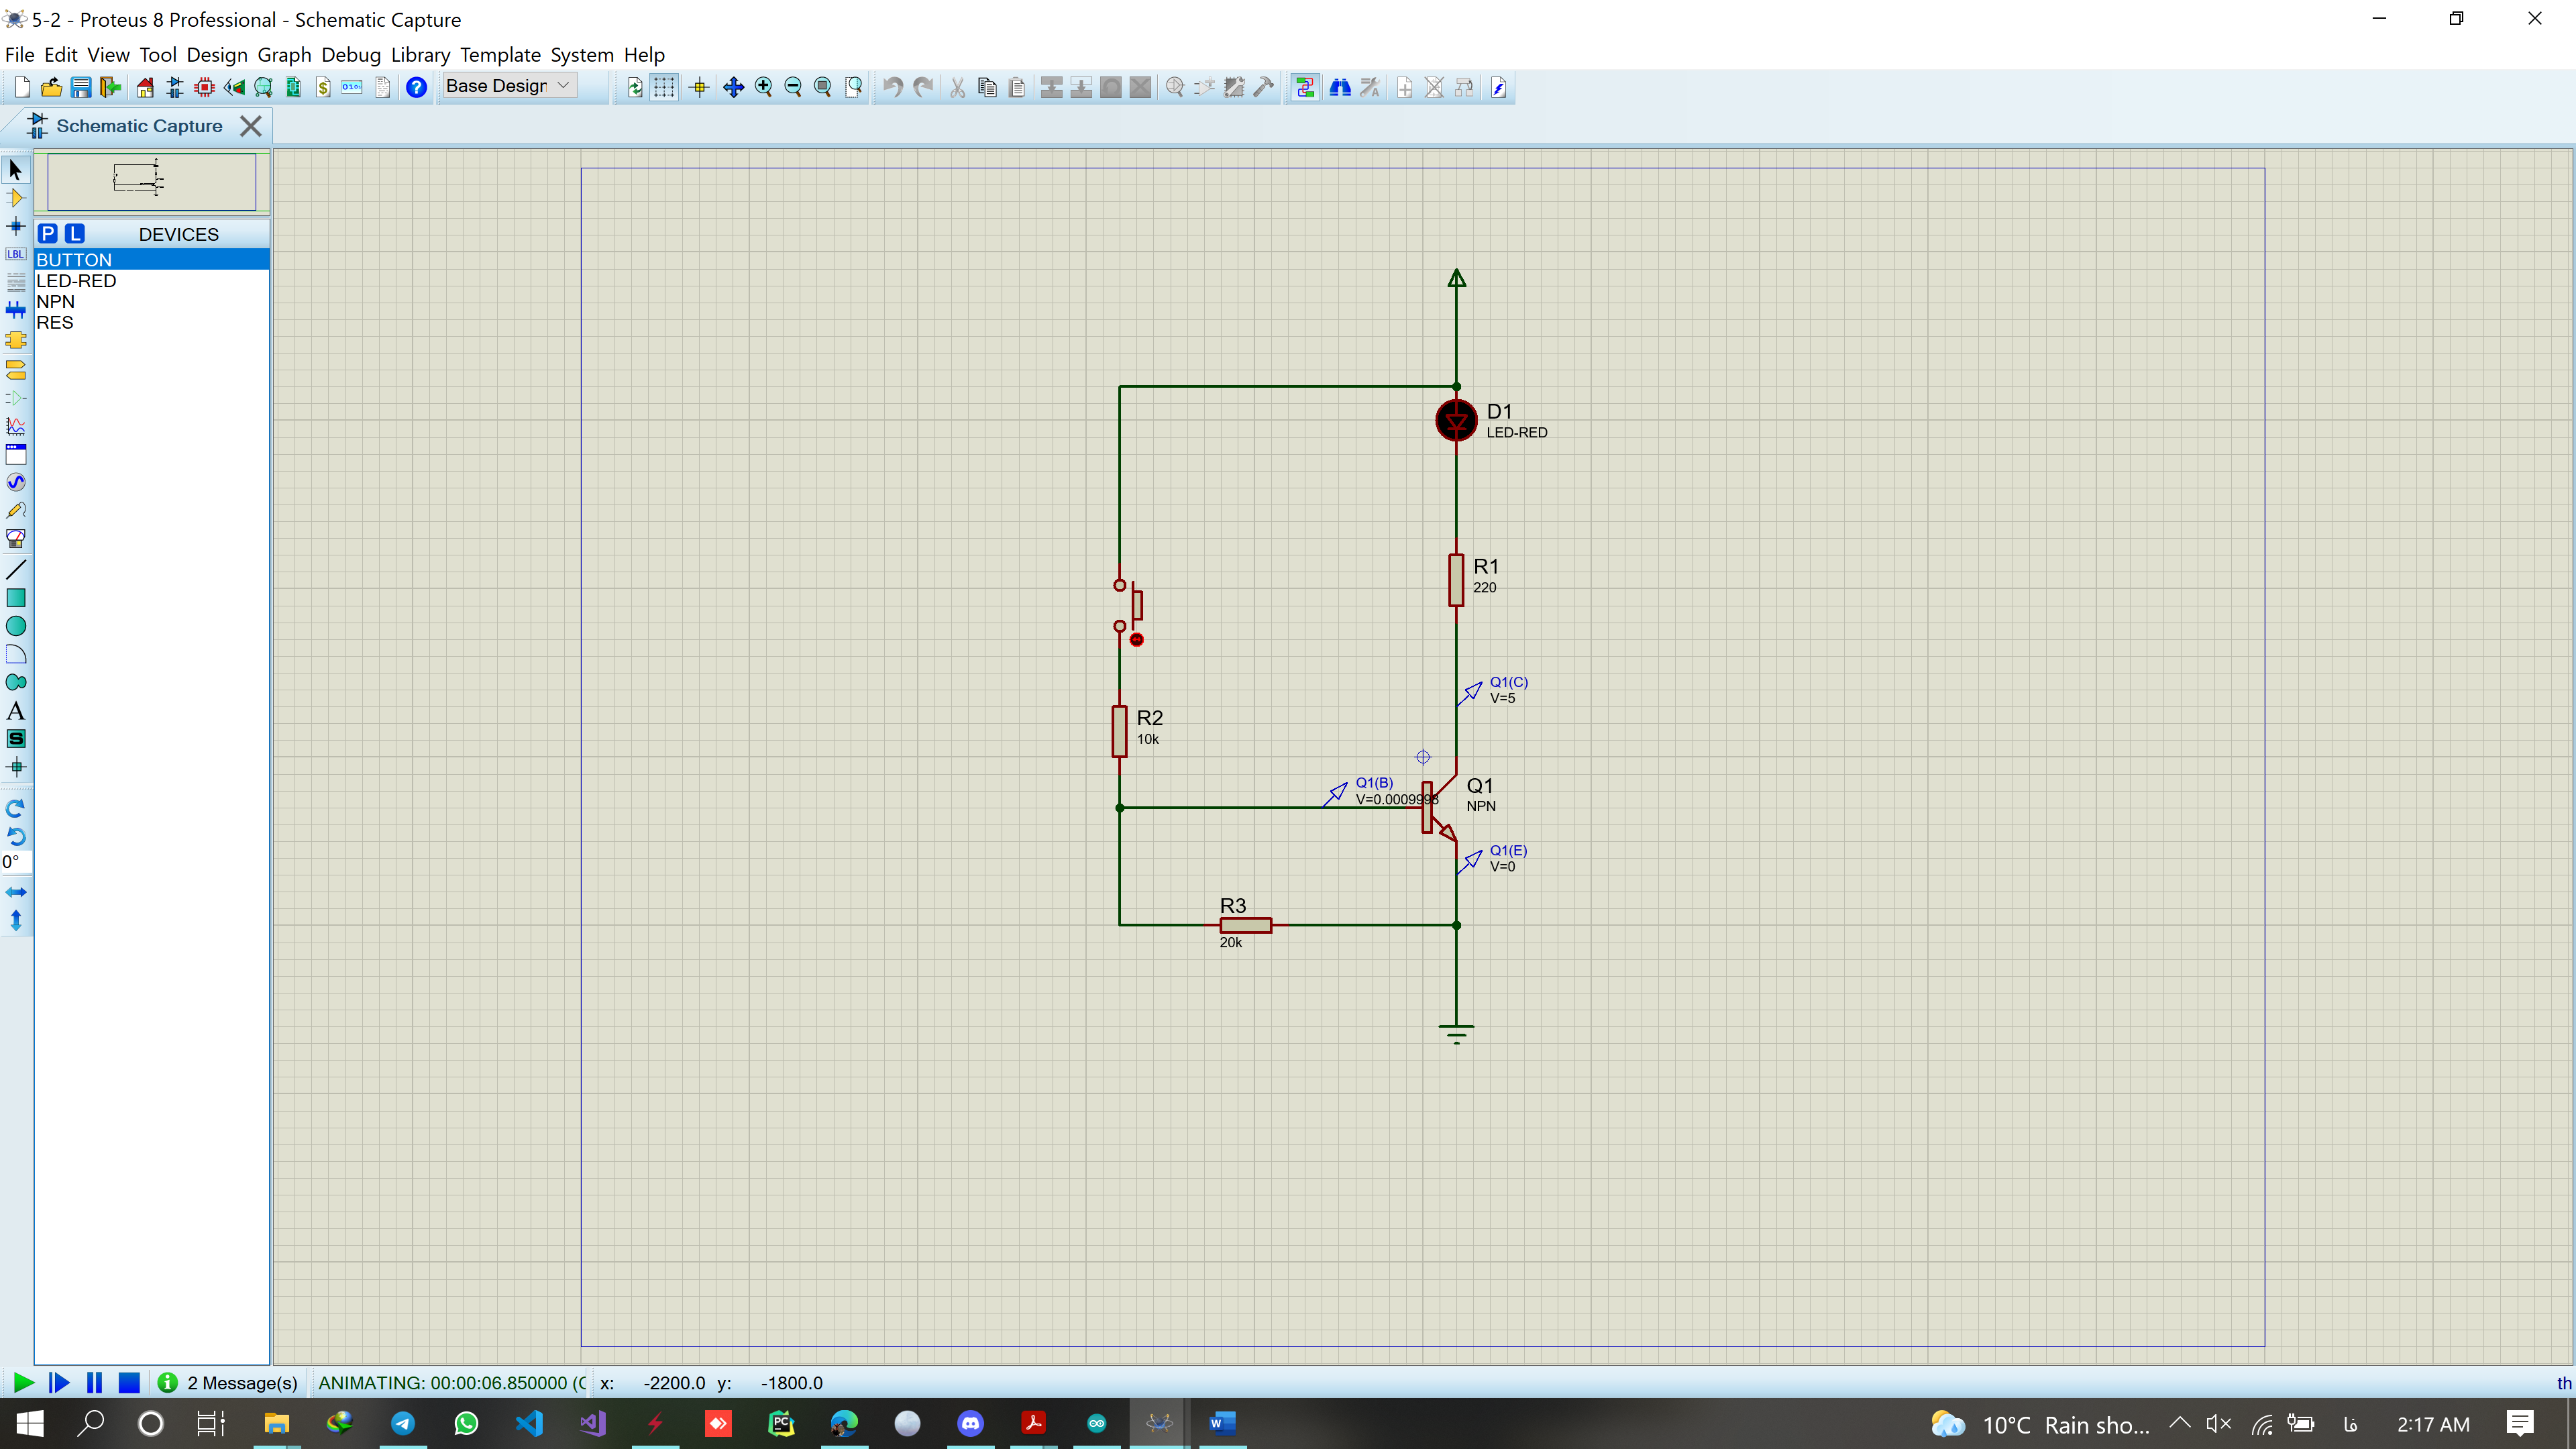 5-2 - Proteus 8 Professional - Schematic Capture
File Edit View Tool Design Graph Debug Library Template System Help
Base Design
Schematic Capture
P L DEVICES
BUTTON
LED-RED
NPN
RES
LBL
A
S
0°
D1
LED-RED
R1
220
Q1(C)
V=5
R2
10k
Q1(B)
V=0.0009998
Q1
NPN
Q1(E)
V=0
R3
20k
2 Message(s)
ANIMATING: 00:00:06.850000 (C
x: -2200.0 y: -1800.0
th
10°C Rain sho...
فا
2:17 AM